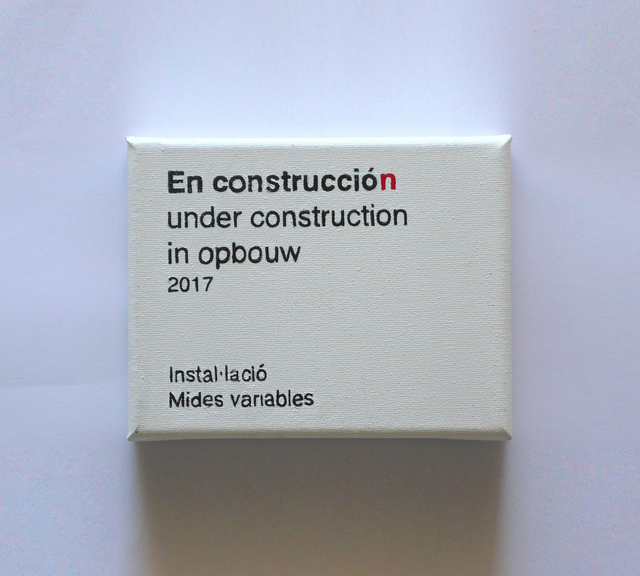 En construcción
under construction
in opbouw
2017
Instal·lació
Mides variables